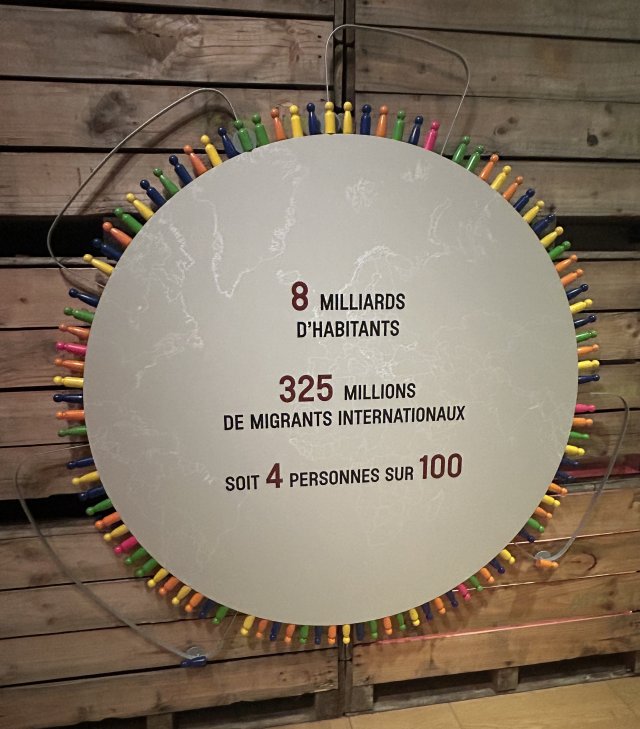 8 MILLIARDS
D'HABITANTS
325 MILLIONS
DE MIGRANTS INTERNATIONAUX
SOIT 4 PERSONNES SUR 100